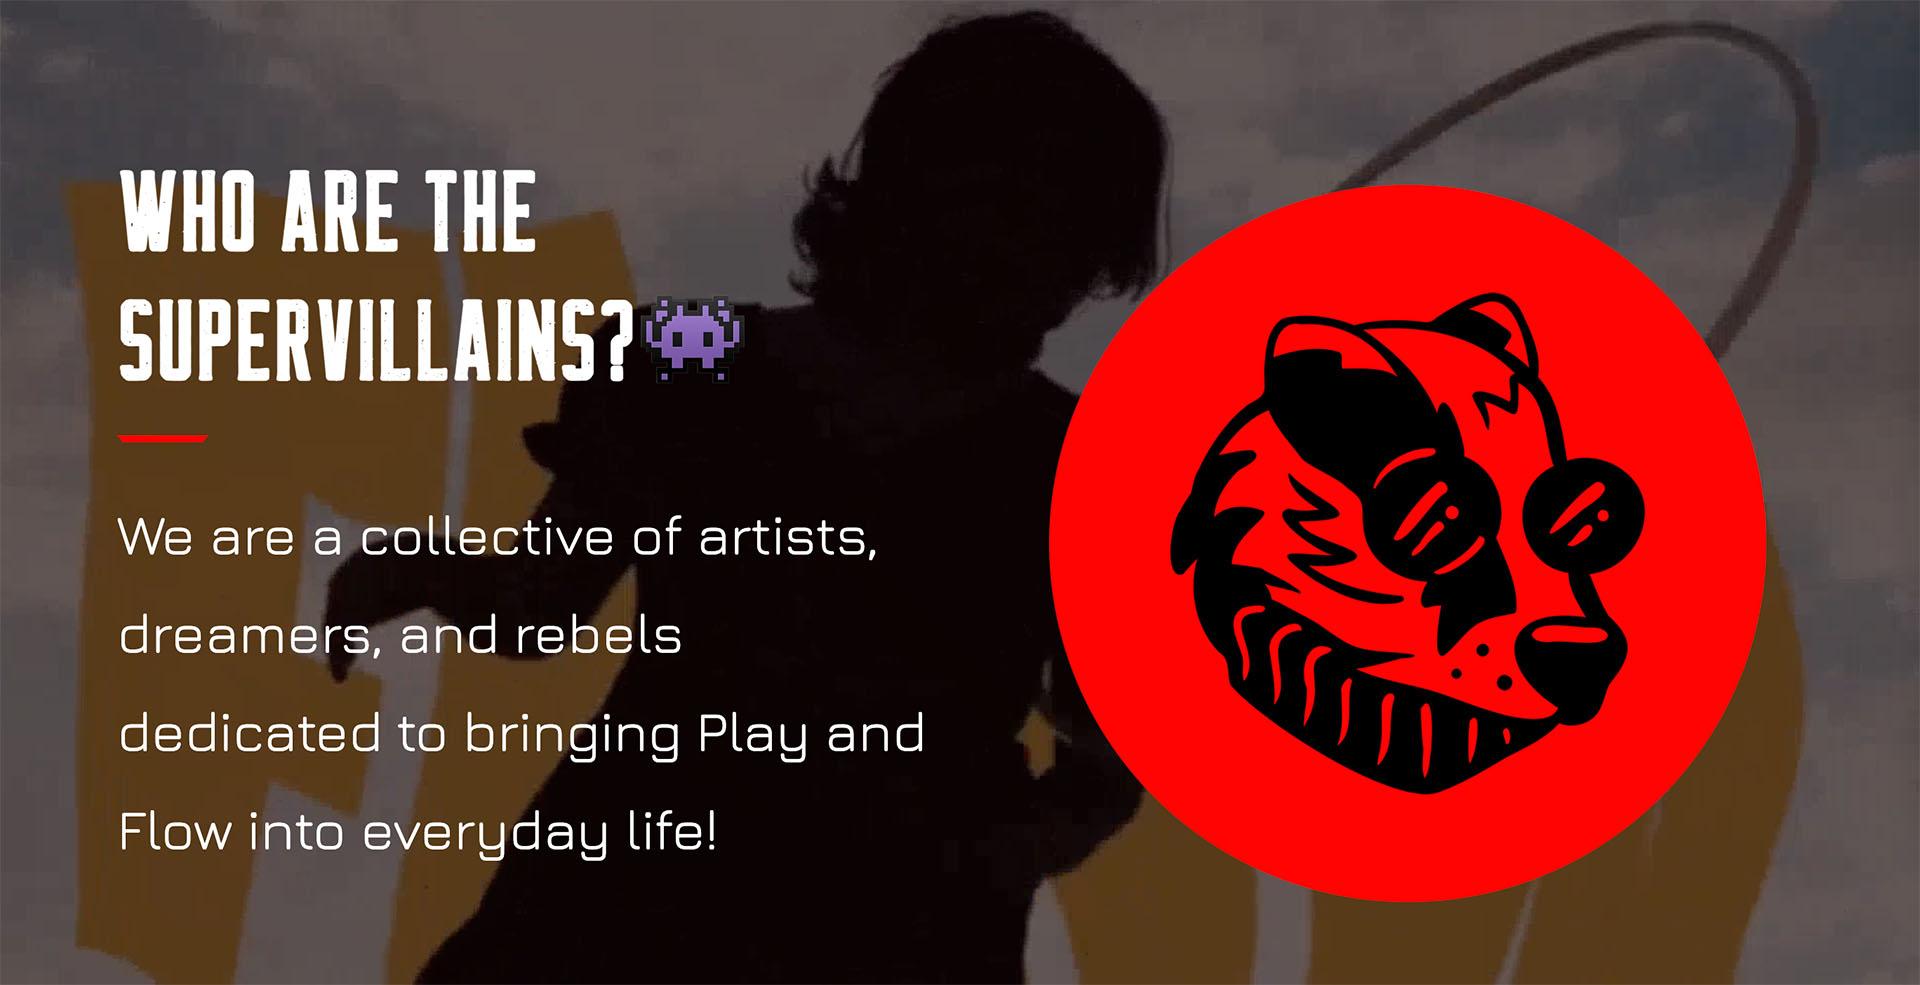 WHO ARE THE
SUPERVILLAINS?👾
We are a collective of artists,
dreamers, and rebels
dedicated to bringing Play and
Flow into everyday life!